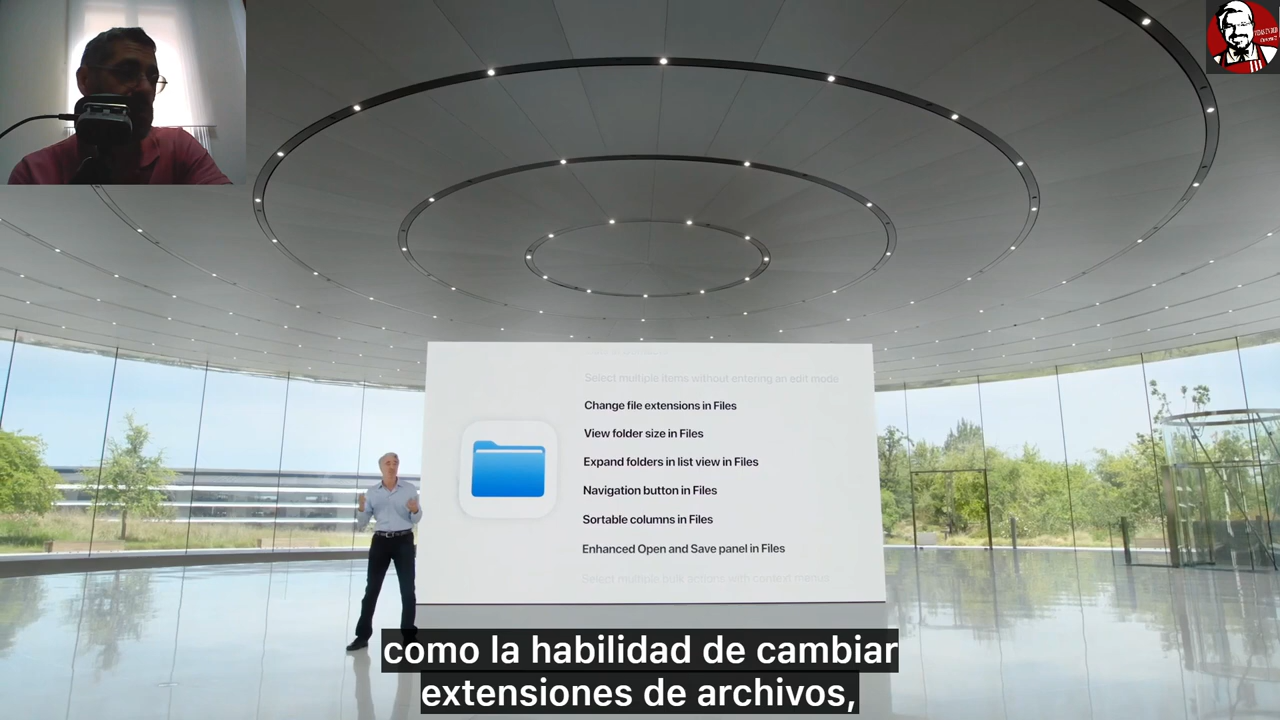 Select multiple items without entering an edit mode
Change file extensions in Files
View folder size in Files
Expand folders in list view in Files
Navigation button in Files
Sortable columns in Files
Enhanced Open and Save panel in Files
Select multiple bulk actions with context menus
como la habilidad de cambiar
extensiones de archivos,